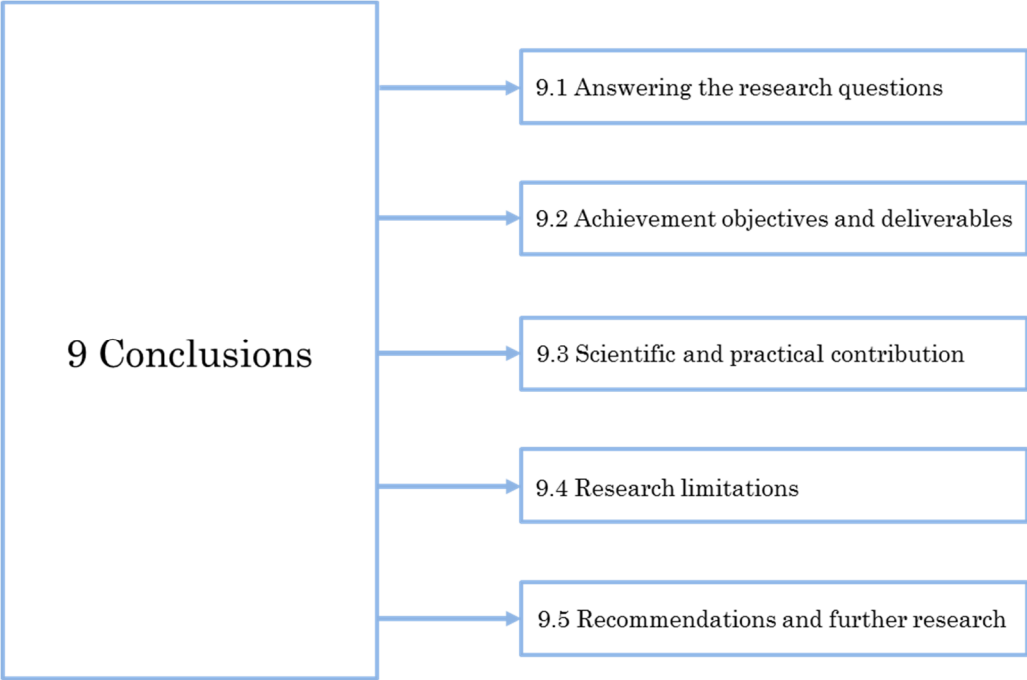 9 Conclusions
9.1 Answering the research questions
9.2 Achievement objectives and deliverables
9.3 Scientific and practical contribution
9.4 Research limitations
9.5 Recommendations and further research